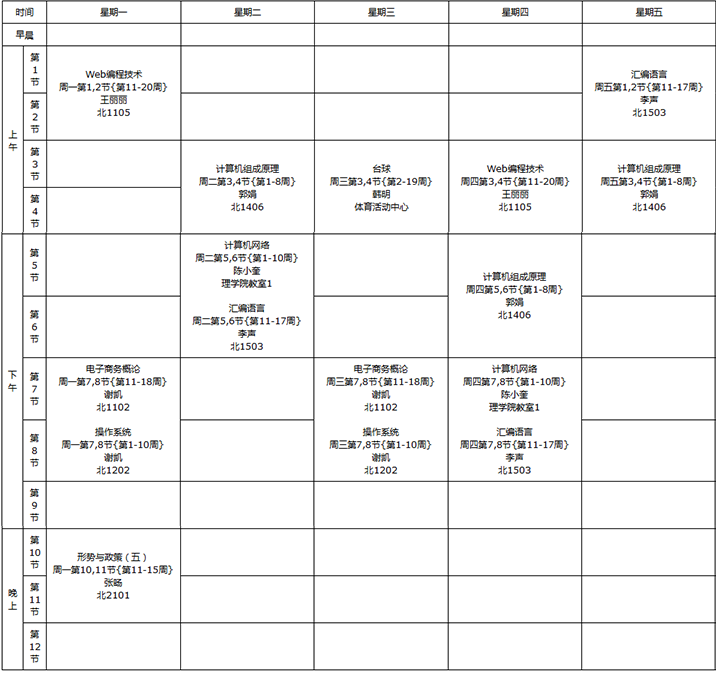 时间 星期一 星期二 星期三 星期四 星期五
早晨
上午
第1节
Web编程技术
周一第1,2节{第11-20周}
王丽丽
北1105
汇编语言
周五第1,2节{第11-17周}
李声
北1503
第2节
第3节
计算机组成原理
周二第3,4节{第1-8周}
郭娟
北1406
台球
周三第3,4节{第2-19周}
韩明
体育活动中心
Web编程技术
周四第3,4节{第11-20周}
王丽丽
北1105
计算机组成原理
周五第3,4节{第1-8周}
郭娟
北1406
第4节
下午
第5节
计算机网络
周二第5,6节{第1-10周}
陈小奎
理学院教室1
汇编语言
周二第5,6节{第11-17周}
李声
北1503
计算机组成原理
周四第5,6节{第1-8周}
郭娟
北1406
第6节
第7节
电子商务概论
周一第7,8节{第11-18周}
谢凯
北1102
操作系统
周一第7,8节{第1-10周}
谢凯
北1202
电子商务概论
周三第7,8节{第11-18周}
谢凯
北1102
操作系统
周三第7,8节{第1-10周}
谢凯
北1202
计算机网络
周四第7,8节{第1-10周}
陈小奎
理学院教室1
汇编语言
周四第7,8节{第11-17周}
李声
北1503
第8节
第9节
晚上
第10节
形势与政策（五）
周一第10,11节{第11-15周}
张旸
北2101
第11节
第12节